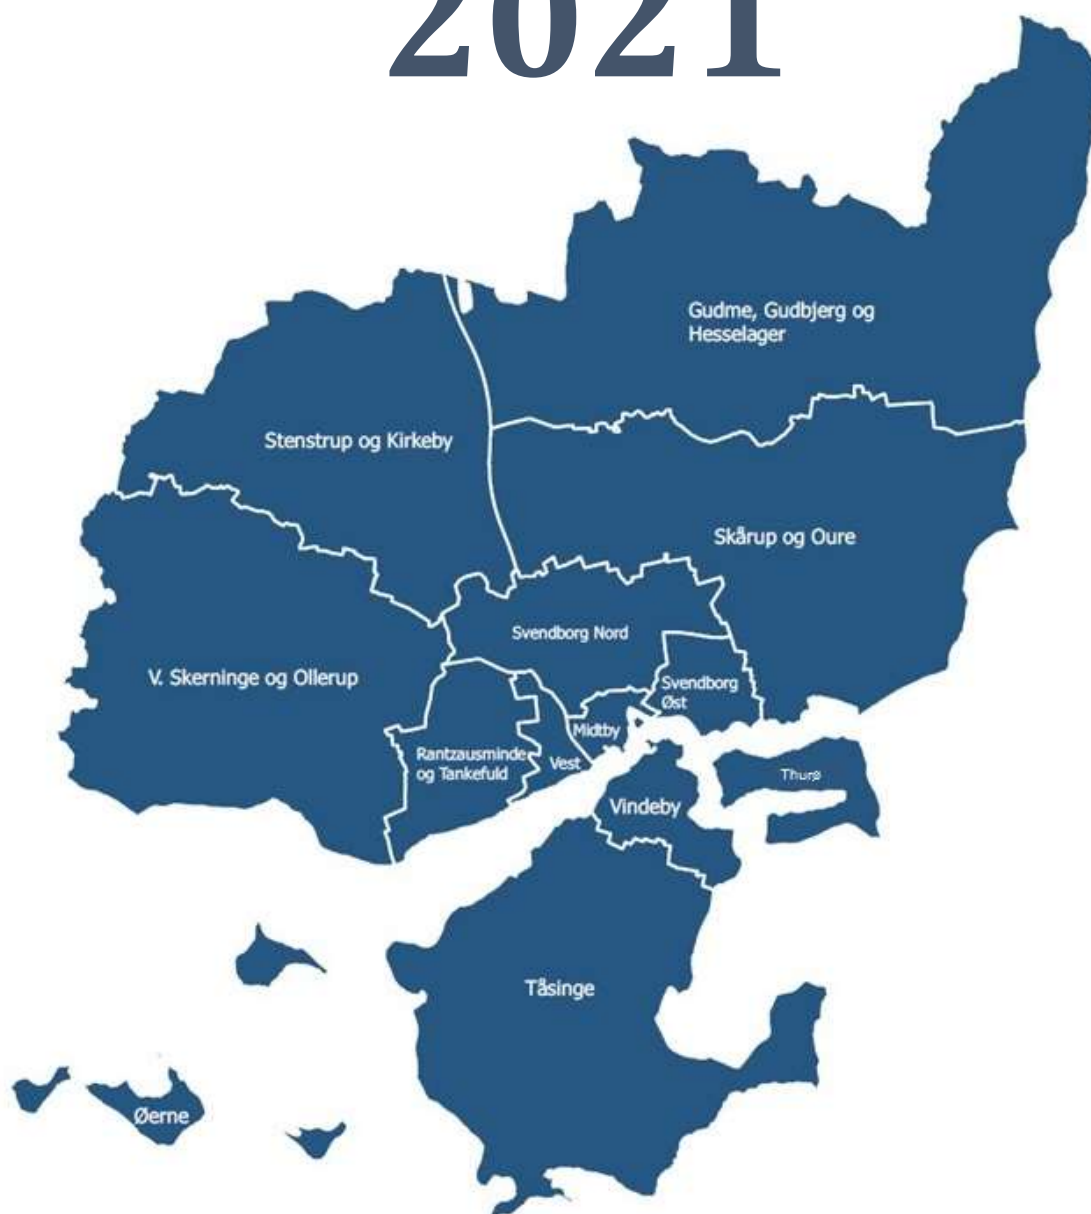 2021
Gudme, Gudbjerg og
Hesselager
Stenstrup og Kirkeby
Skårup og Oure
Svendborg Nord
V. Skerninge og Ollerup
Svendborg
Øst
Midtby
Rantzausminde
og Tankefuld
Vest
Thurø
Vindeby
Tåsinge
Øerne